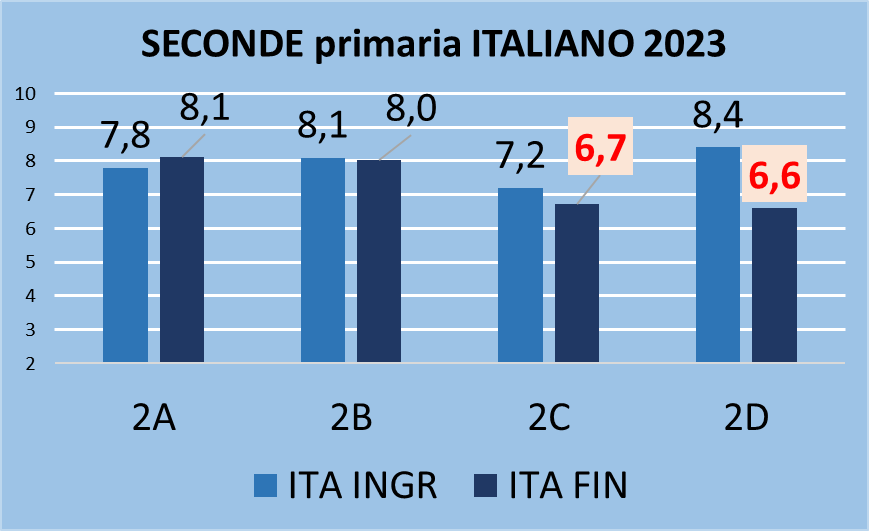 SECONDE primaria ITALIANO 2023
10
9
8
7
6
5
4
3
2
7,8
8,1
8,1
8,0
7,2
6,7
8,4
6,6
2A
2B
2C
2D
ITA INGR
ITA FIN